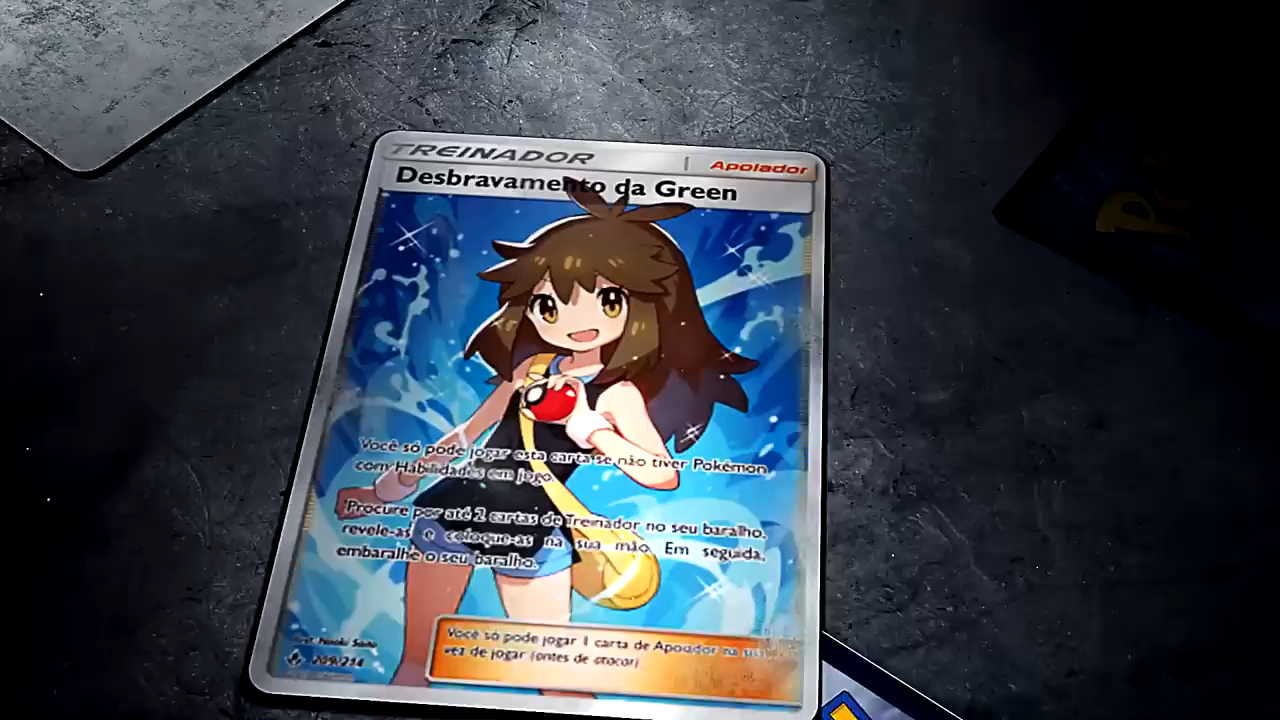 TREINADOR
Apoiador
Desbravamento da Green
Você só pode jogar esta carta se não tiver Pokémon
com Habilidades em jogo.
Procure por até 2 cartas de Treinador no seu baralho,
revele-as e coloque-as na sua mão. Em seguida,
embaralhe o seu baralho.
Você só pode jogar 1 carta de Apoiador na sua
vez de jogar (antes de atacar).
Illust. Naoki Saito
209/214